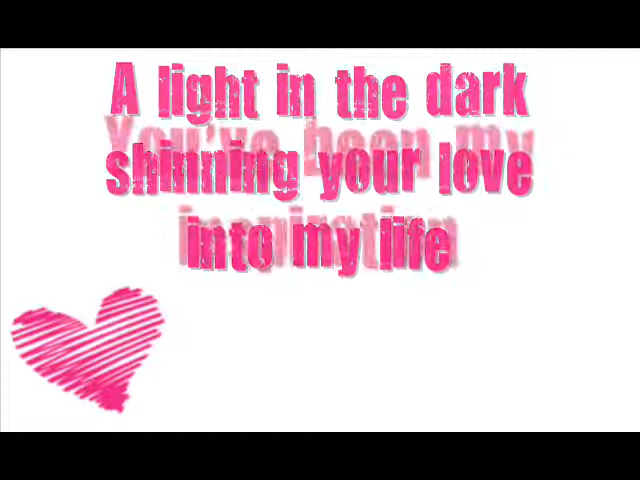 A light in the dark
You've been my
shinning your love
inspiration
into my life